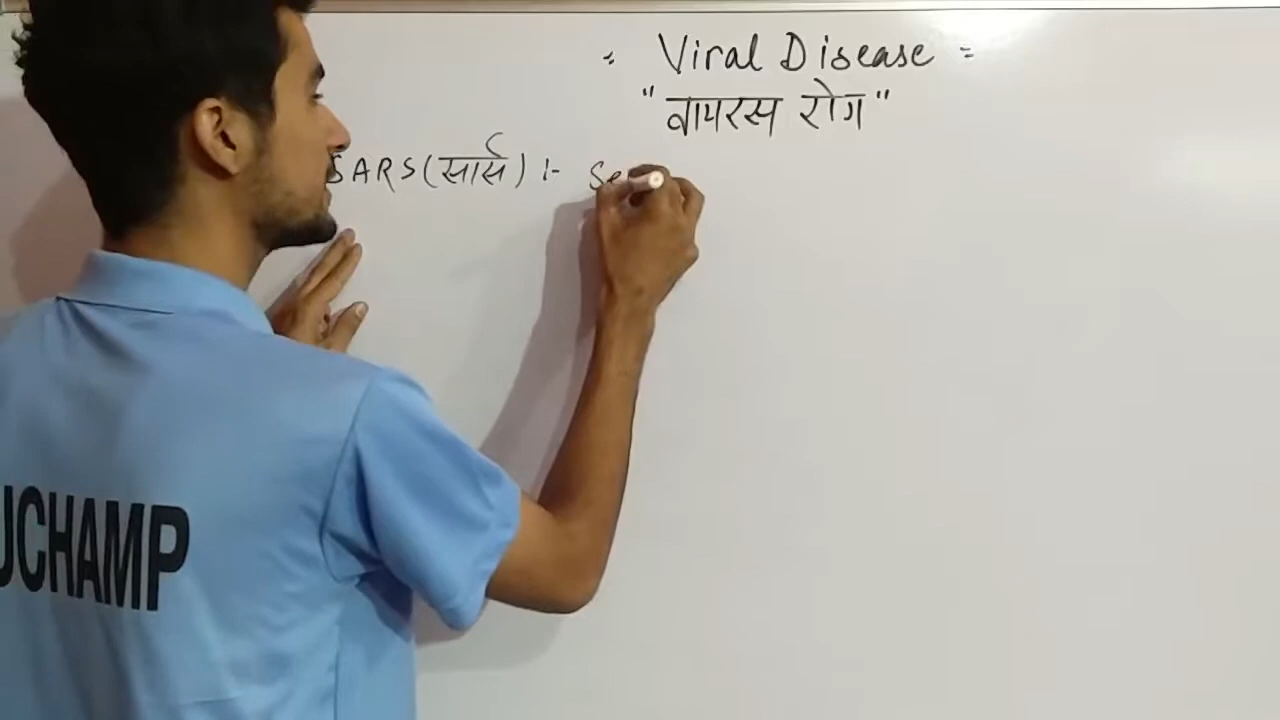 = Viral Disease =
"वायरस रोग"
SARS (सार्स) :- Se
UCHAMP